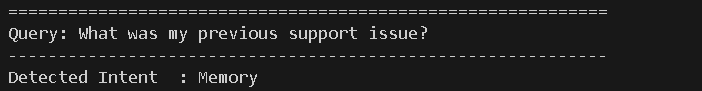 ============================================================
Query: What was my previous support issue?
------------------------------------------------------------
Detected Intent  : Memory